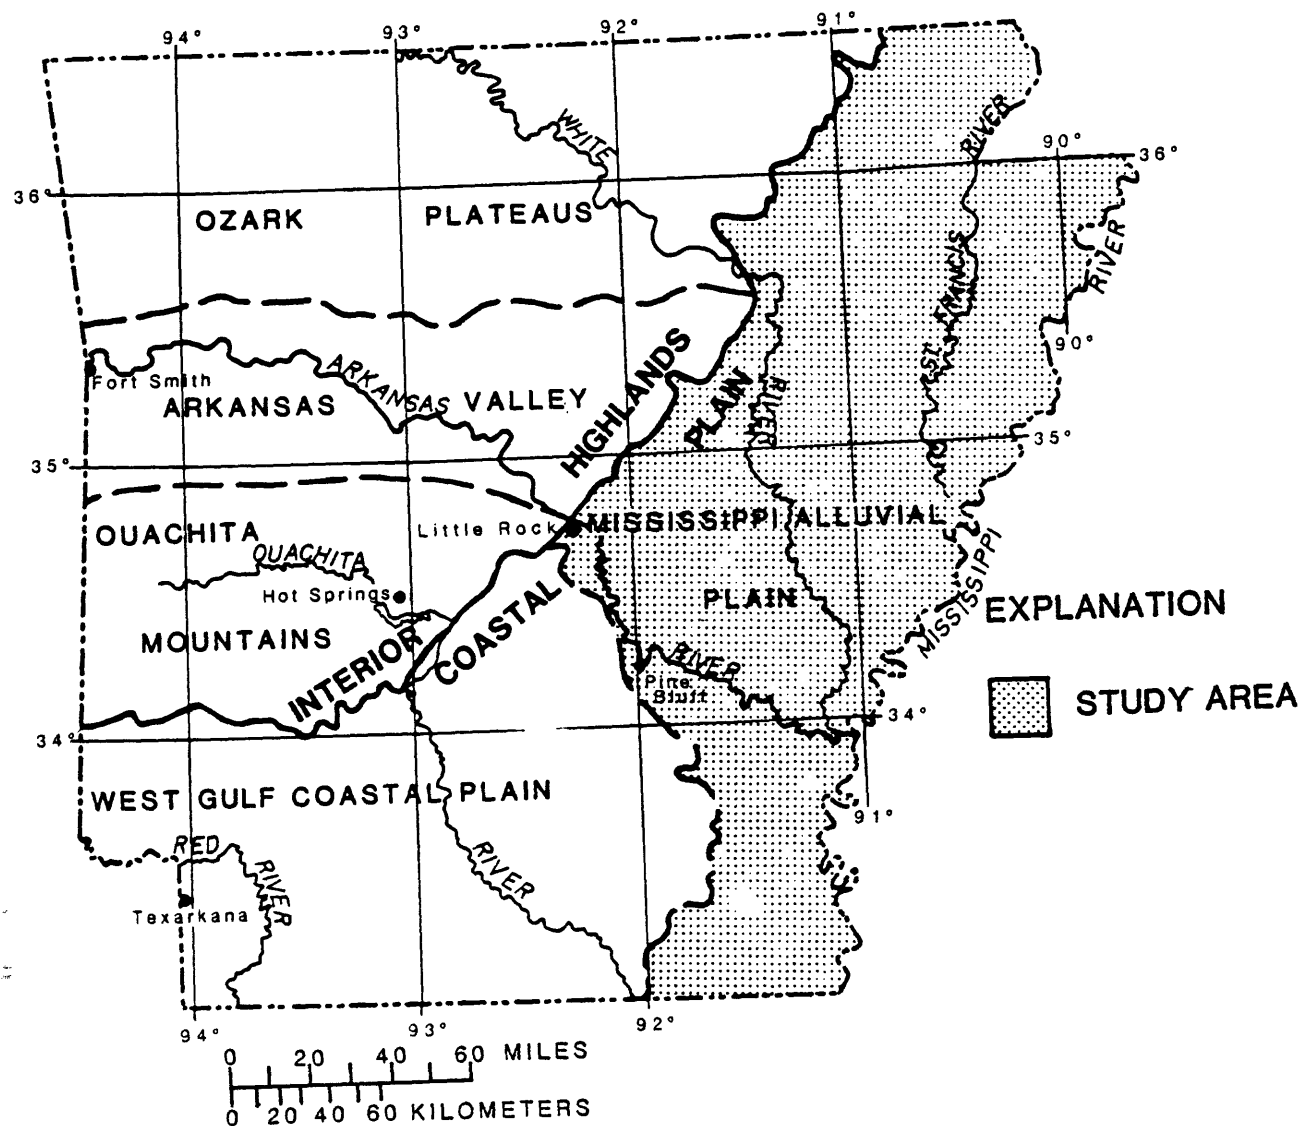 94°
93°
92°
91°
90°
36°
36°
WHITE
RIVER
OZARK PLATEAUS
ST. FRANCIS
RIVER
90°
Fort Smith
ARKANSAS
ARKANSAS VALLEY
HIGHLANDS
PLAIN
RIVER
35°
35°
OUACHITA
Little Rock
MISSISSIPPI ALLUVIAL
OUACHITA
Hot Springs
PLAIN
MISSISSIPPI
EXPLANATION
MOUNTAINS
INTERIOR
COASTAL
RIVER
Pine
Bluff
STUDY AREA
34°
34°
WEST GULF COASTAL PLAIN
91°
RED
RIVER
RIVER
Texarkana
94°
93°
92°
0 20 40 60 MILES
0 20 40 60 KILOMETERS